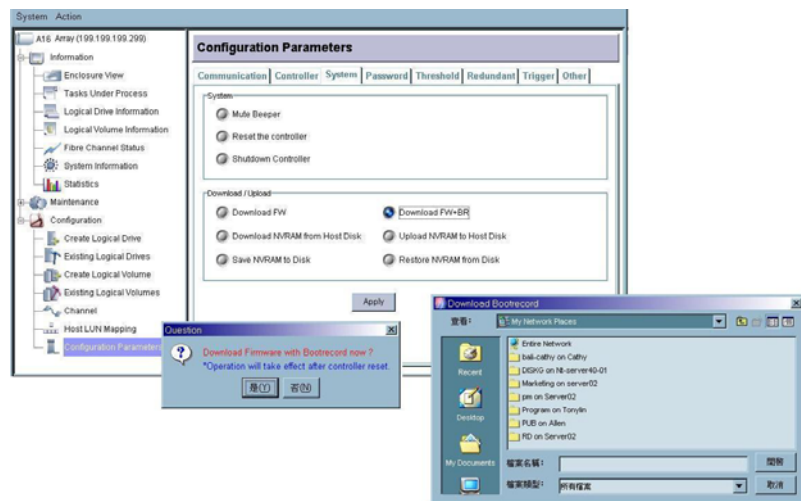 System Action
A16 Array (199.199.199.299)
Information
Enclosure View
Tasks Under Process
Logical Drive Information
Logical Volume Information
Fibre Channel Status
System Information
Statistics
Maintenance
Configuration
Create Logical Drive
Existing Logical Drives
Create Logical Volume
Existing Logical Volumes
Channel
Host LUN Mapping
Configuration Parameters
Configuration Parameters
Communication Controller System Password Threshold Redundant Trigger Other
System
Mute Beeper
Reset the controller
Shutdown Controller
Download / Upload
Download FW Download FW+BR
Download NVRAM from Host Disk Upload NVRAM to Host Disk
Save NVRAM to Disk Restore NVRAM from Disk
Apply
Question
Download Firmware with Bootrecord now ?
*Operation will take effect after controller reset.
是(Y) 否(N)
Download Bootrecord
查看: My Network Places
Recent
Desktop
My Documents
Entire Network
bali-cathy on Cathy
DISKG on NI-server40-01
Marketing on server02
pm on Server02
Program on Tonylin
PUB on Allen
RD on Server02
檔案名稱: 開啟
檔案類型: 所有檔案 取消